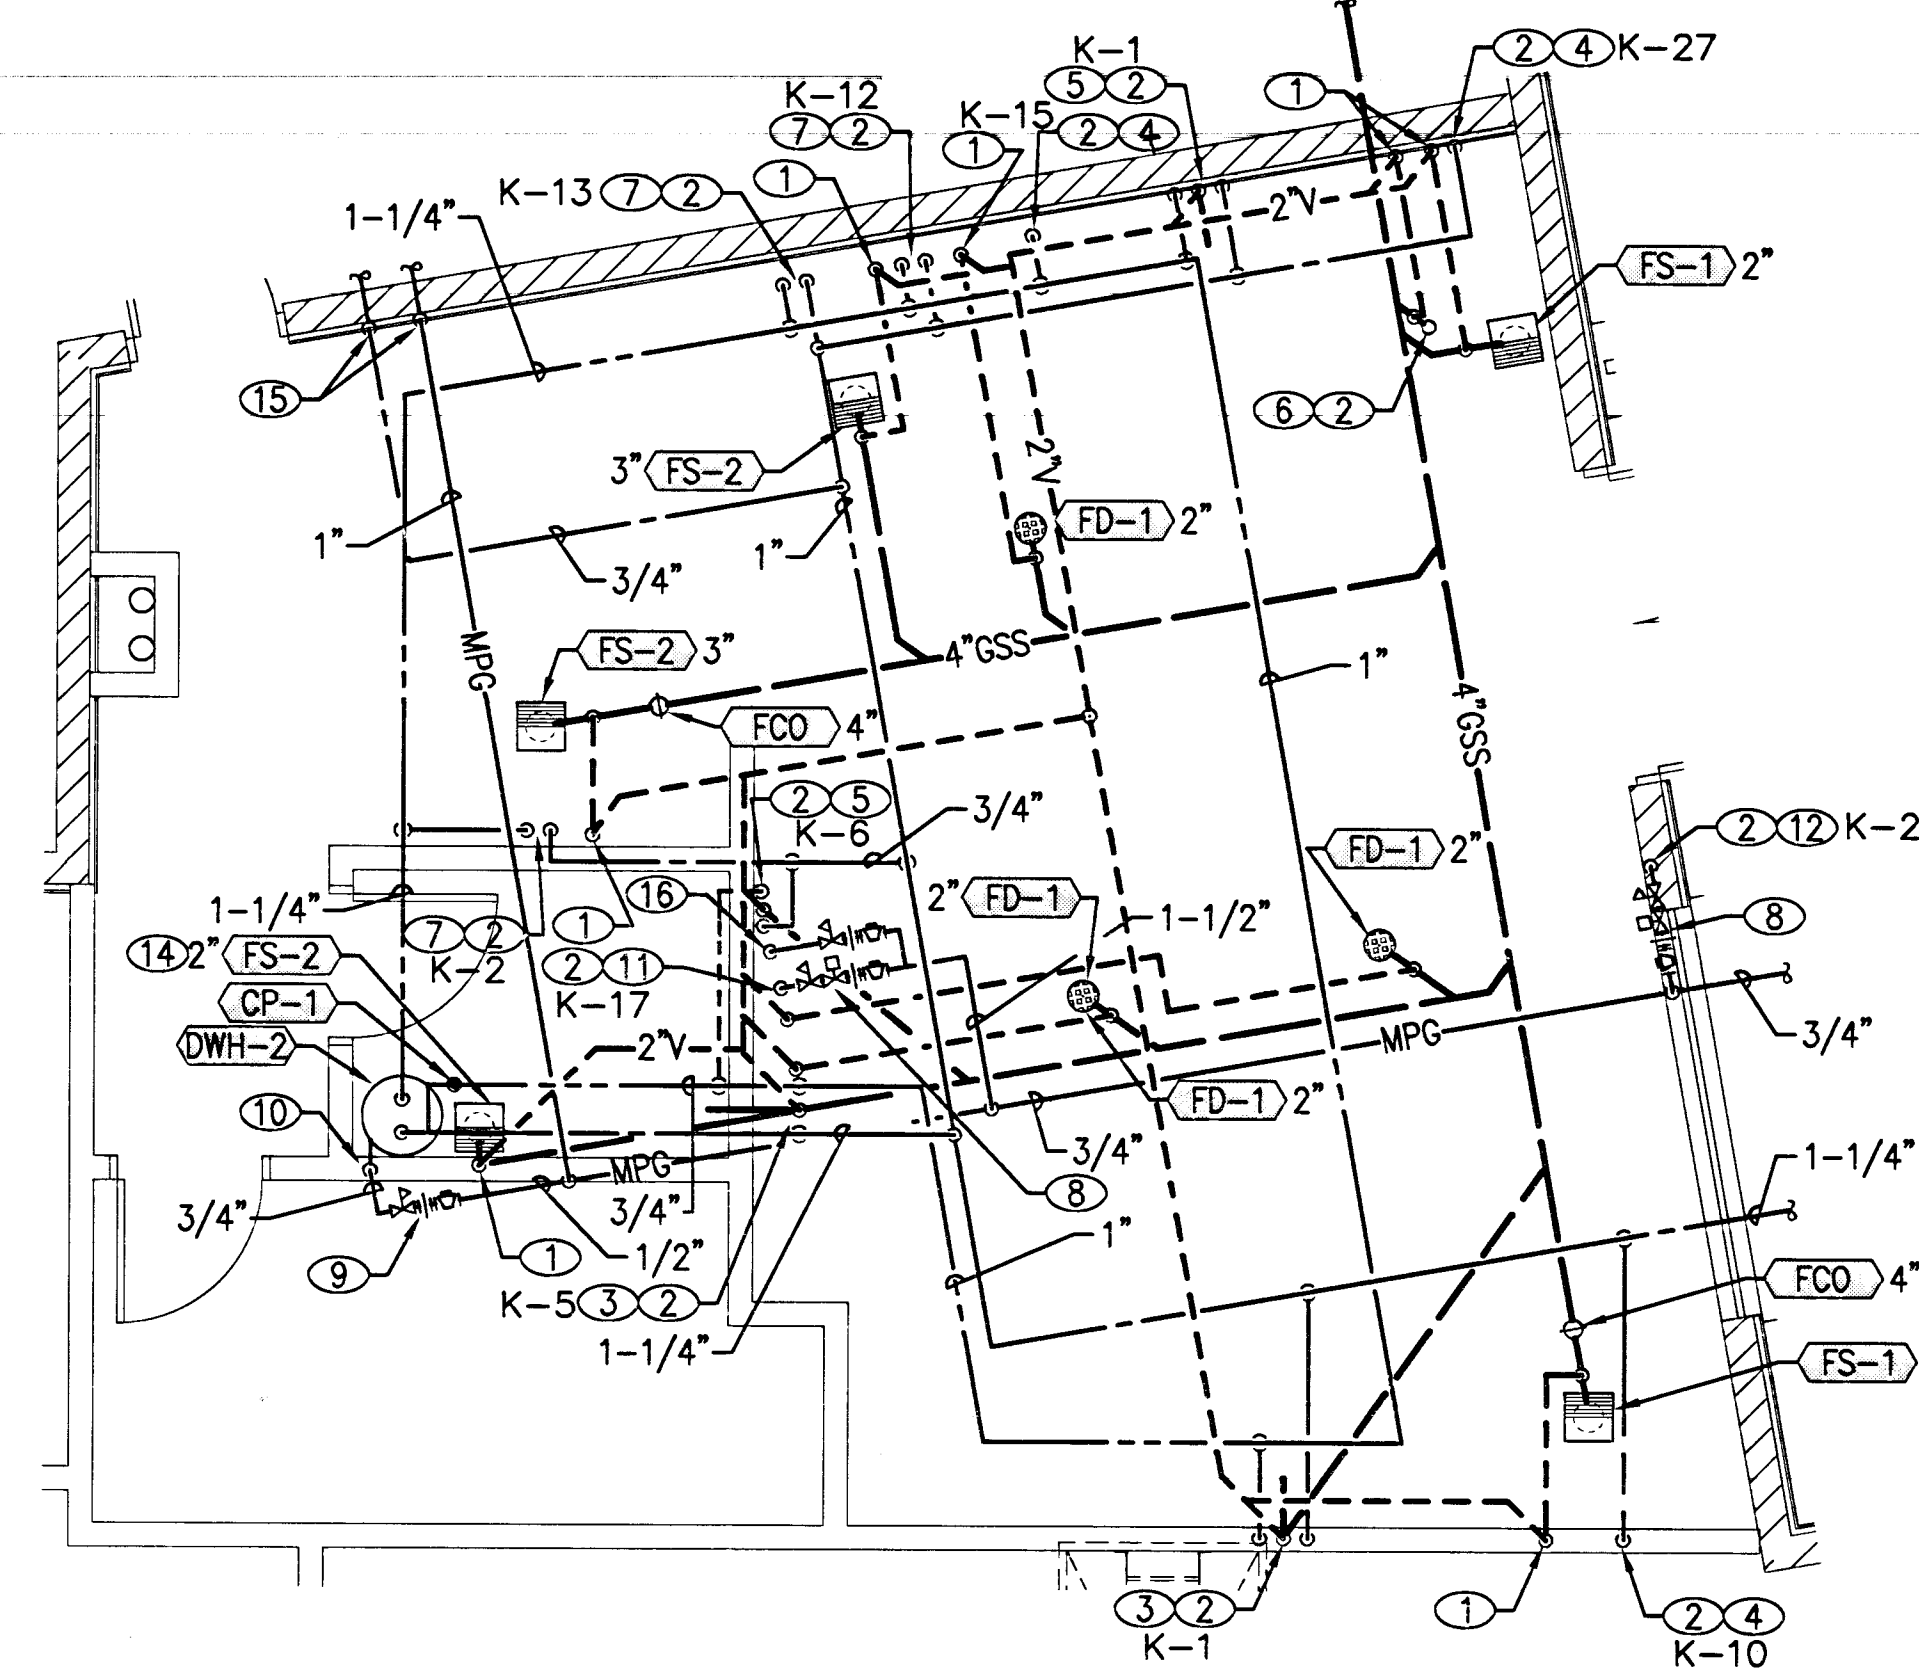 2 4 K-27
K-1
5 2
1
K-12
7 2
K-15
1
2 4
1
K-13 7 2
1-1/4"
2"V
FS-1 2"
15
6 2
3" FS-2
2"V
FD-1 2"
1"
1"
3/4"
MPG
FS-2 3"
4"GSS
1"
4"GSS
FCO 4"
2 5
K-6
3/4"
2 12 K-2
FD-1 2"
16
2" FD-1
1-1/2"
8
1-1/4"
7 2
K-2
1
14 2" FS-2
2 11
K-17
CP-1
DWH-2
2"V
MPG
3/4"
10
FD-1 2"
3/4"
MPG
8
1-1/4"
3/4"
3/4"
1"
9
1
1/2"
FCO 4"
K-5 3 2
1-1/4"
FS-1
3 2
K-1
1
2 4
K-10